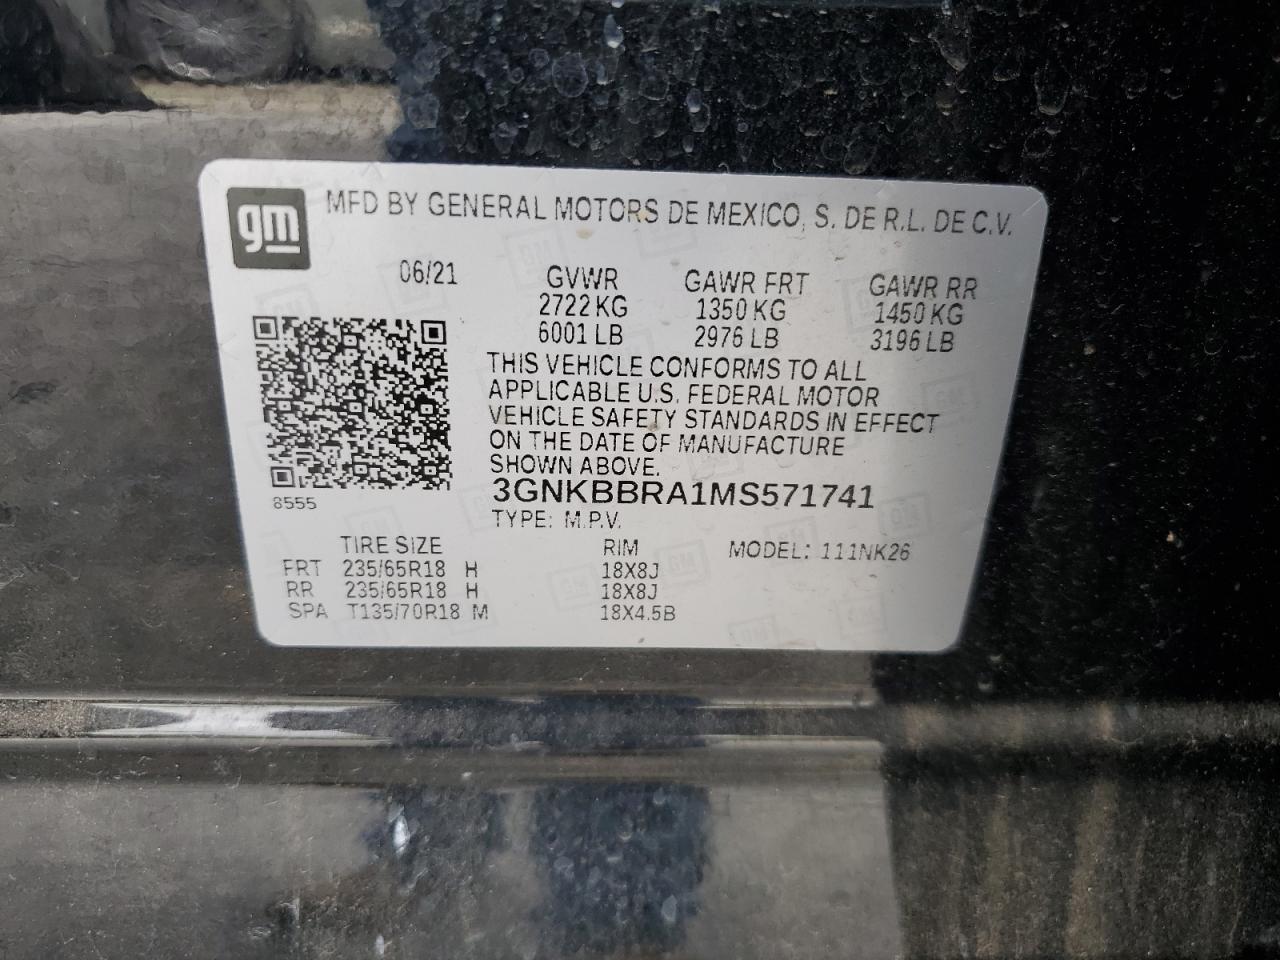 gm
MFD BY GENERAL MOTORS DE MEXICO, S. DE R.L. DE C.V.
06/21 GVWR GAWR FRT GAWR RR
2722 KG 1350 KG 1450 KG
6001 LB 2976 LB 3196 LB
THIS VEHICLE CONFORMS TO ALL
APPLICABLE U.S. FEDERAL MOTOR
VEHICLE SAFETY STANDARDS IN EFFECT
ON THE DATE OF MANUFACTURE
SHOWN ABOVE.
3GNKBBRA1MS571741
8555
TYPE: M.P.V.
TIRE SIZE RIM MODEL: 111NK26
FRT 235/65R18 H 18X8J
RR 235/65R18 H 18X8J
SPA T135/70R18 M 18X4.5B